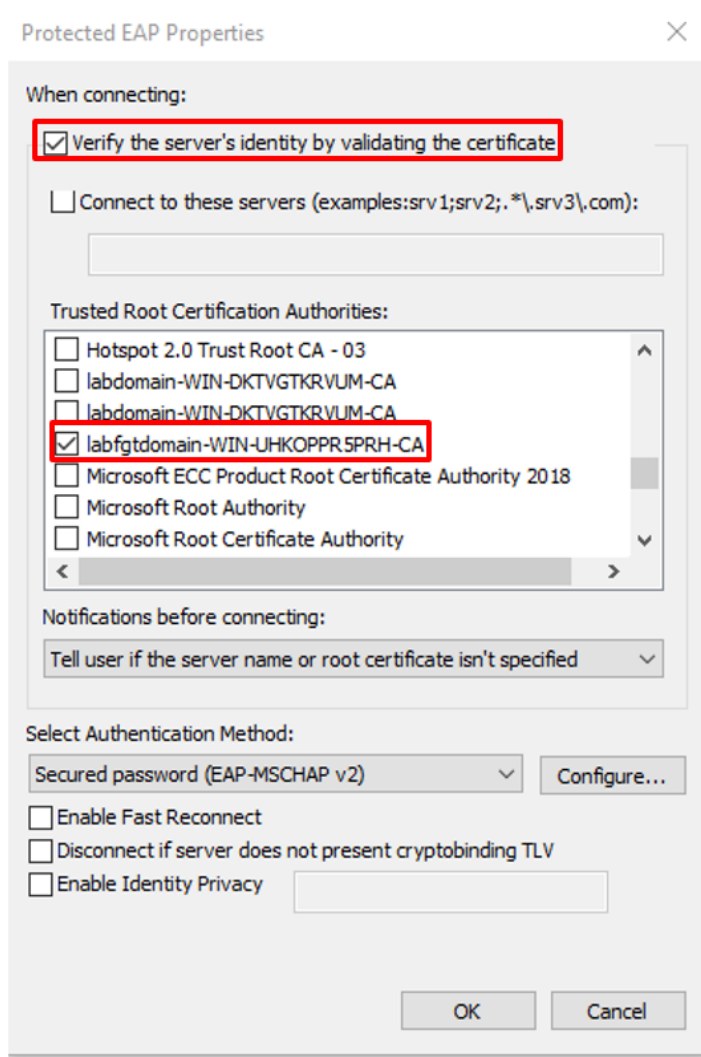 Protected EAP Properties
When connecting:
Verify the server's identity by validating the certificate
Connect to these servers (examples:srv1;srv2;.*\.srv3\.com):
Trusted Root Certification Authorities:
Hotspot 2.0 Trust Root CA - 03
labdomain-WIN-DKTVGTKRVUM-CA
labdomain-WIN-DKTVGTKRVUM-CA
labfgtdomain-WIN-UHKOPPR5PRH-CA
Microsoft ECC Product Root Certificate Authority 2018
Microsoft Root Authority
Microsoft Root Certificate Authority
Notifications before connecting:
Tell user if the server name or root certificate isn't specified
Select Authentication Method:
Secured password (EAP-MSCHAP v2)
Configure...
Enable Fast Reconnect
Disconnect if server does not present cryptobinding TLV
Enable Identity Privacy
OK
Cancel